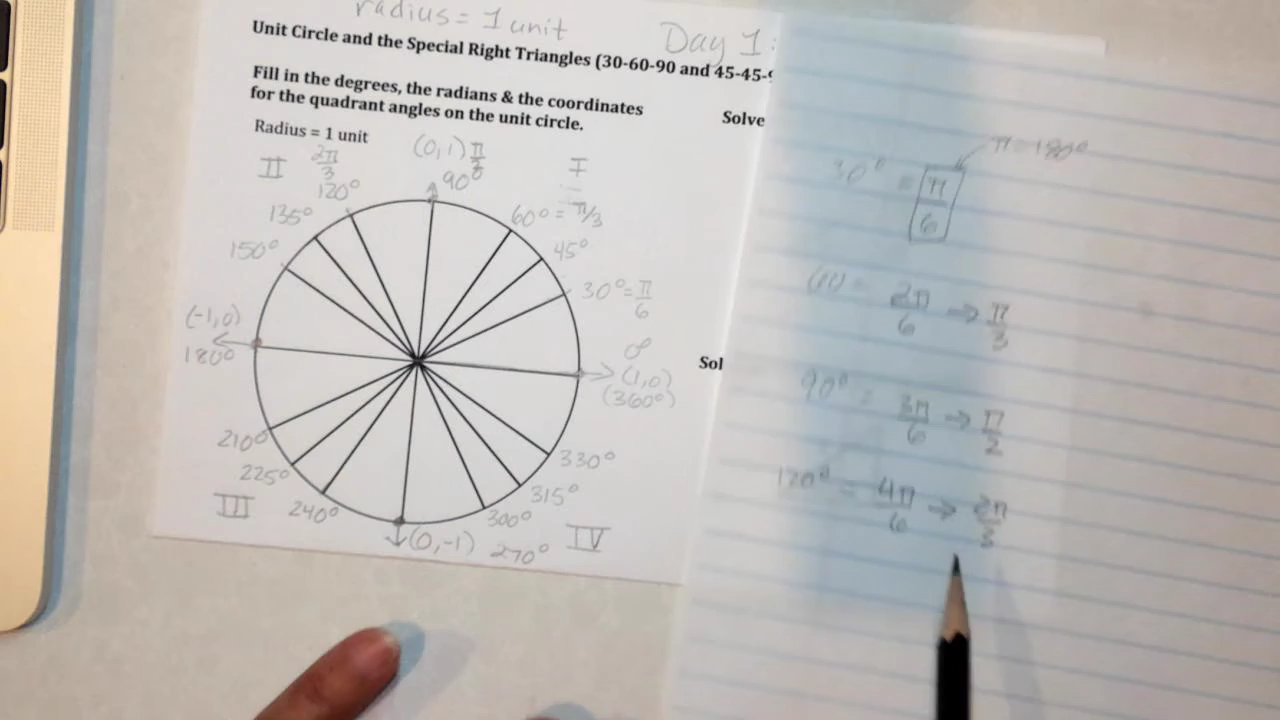 radius = 1 unit
Day 1:
Unit Circle and the Special Right Triangles (30-60-90 and 45-45-9
Fill in the degrees, the radians & the coordinates
for the quadrant angles on the unit circle.
Radius = 1 unit
Solve
(0,1)
90°
II
2π/3
120°
I
135°
60° = π/3
150°
45°
30° = π/6
(-1,0)
180°
(1,0)
(360°)
210°
330°
225°
315°
III
240°
300°
IV
(0,-1)
270°
Sol
π = 180°
30° = π/6
2π/6 → π/3
90° = 3π/6 → π/2
120° = 4π/6 → 2π/3